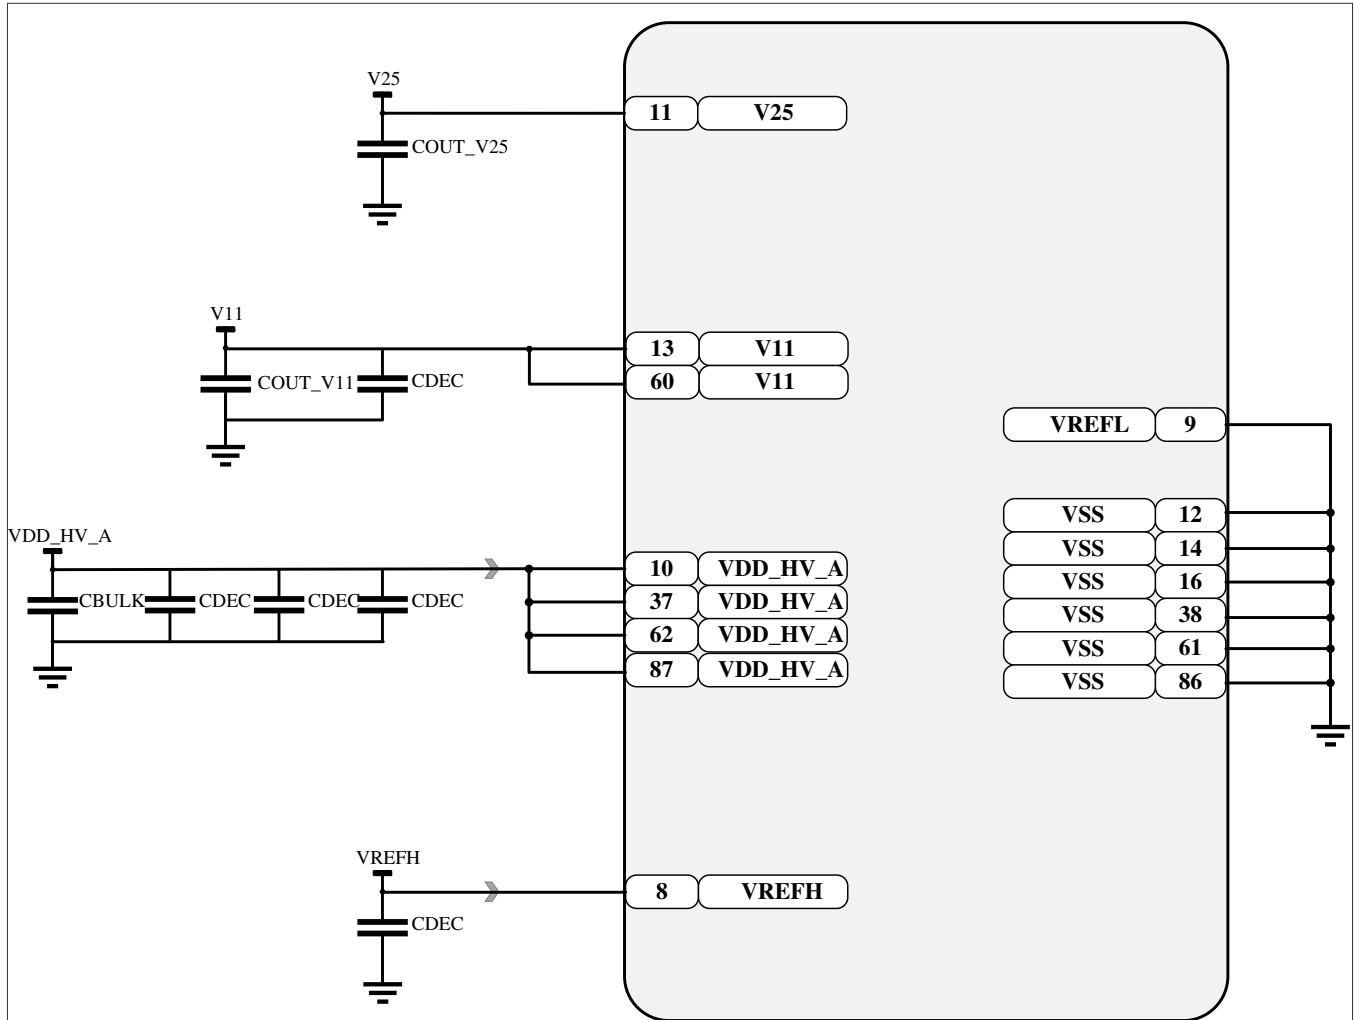 V25
11 V25
COUT_V25
V11
13 V11
COUT_V11 CDEC
60 V11
VREFL 9
VSS 12
VDD_HV_A
VSS 14
10 VDD_HV_A
VSS 16
CBULK CDEC CDEC CDEC
37 VDD_HV_A
VSS 38
62 VDD_HV_A
VSS 61
87 VDD_HV_A
VSS 86
VREFH
8 VREFH
CDEC